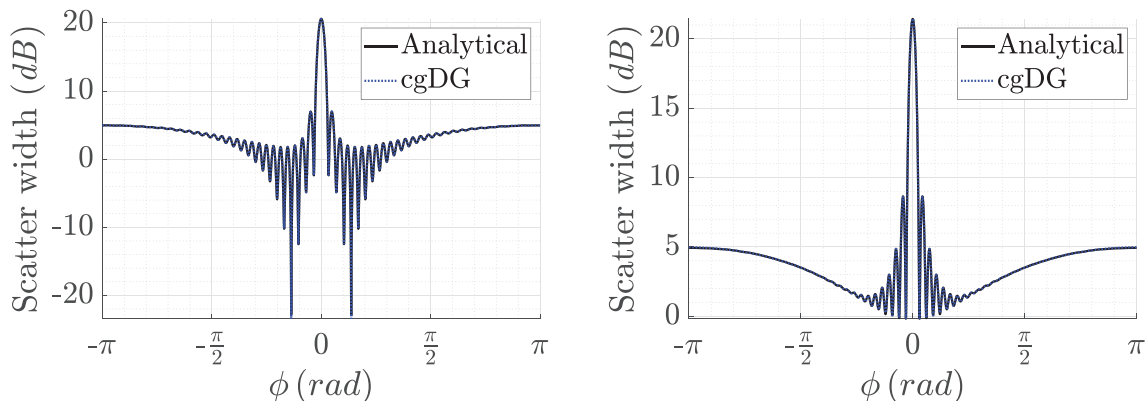 Scatter width (dB)
20
10
0
-10
-20
Analytical
cgDG
-π
-π/2
0
π/2
π
ϕ (rad)
Scatter width (dB)
20
15
10
5
0
Analytical
cgDG
-π
-π/2
0
π/2
π
ϕ (rad)